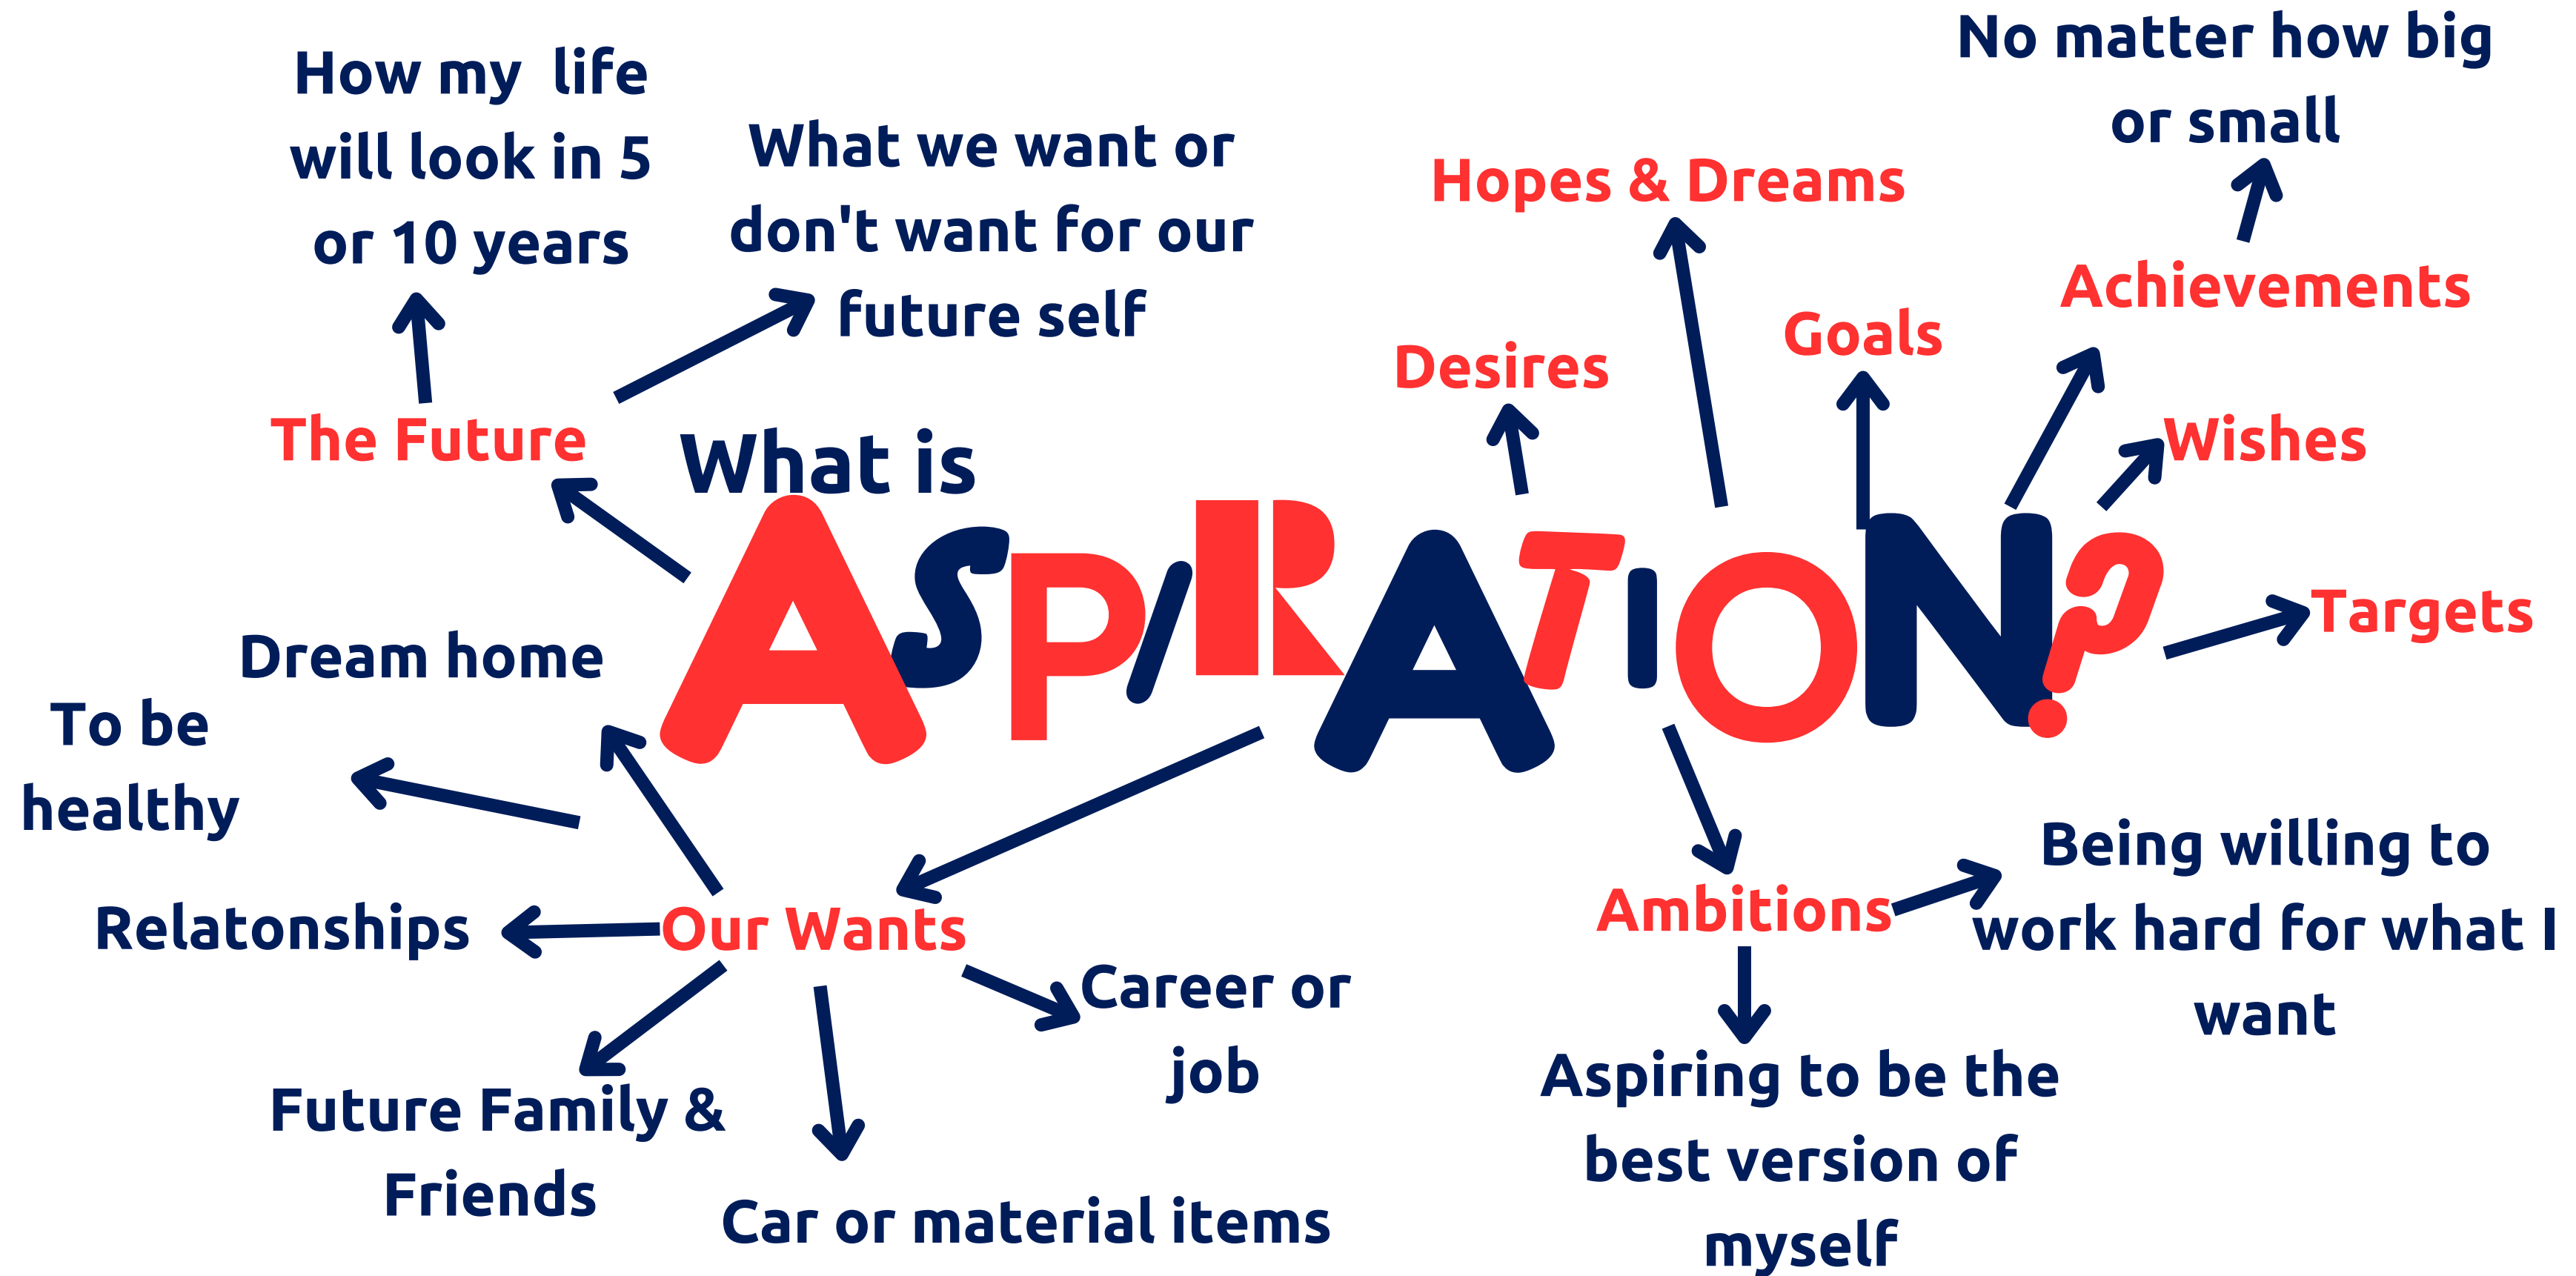 How my life
will look in 5
or 10 years
What we want or
don't want for our
future self
The Future
What is
ASPIRATION?
Desires
Hopes & Dreams
Goals
No matter how big
or small
Achievements
Wishes
Targets
Dream home
To be
healthy
Relatonships
Our Wants
Future Family &
Friends
Car or material items
Career or
job
Ambitions
Being willing to
work hard for what I
want
Aspiring to be the
best version of
myself